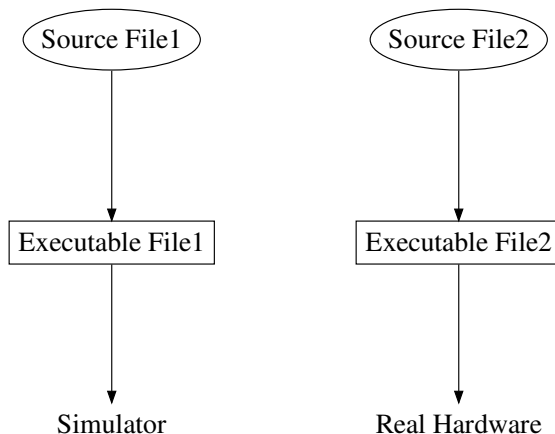 Source File1
Source File2
Executable File1
Executable File2
Simulator
Real Hardware